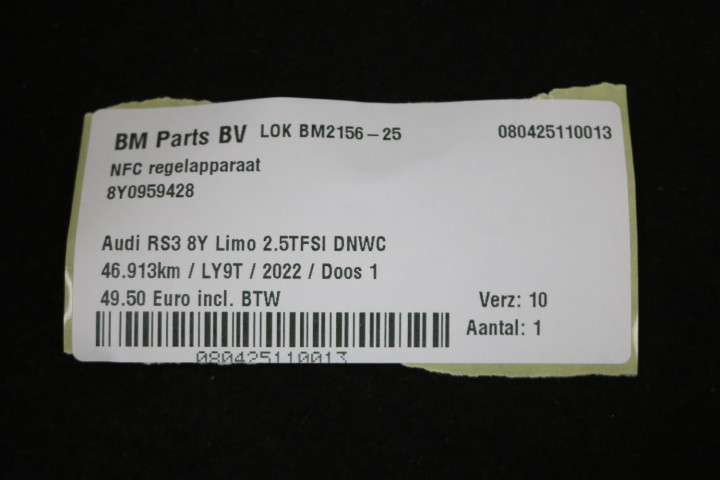 BM Parts BV LOK BM2156-25 080425110013
NFC regelapparaat
8Y0959428
Audi RS3 8Y Limo 2.5TFSI DNWC
46.913km / LY9T / 2022 / Doos 1
49.50 Euro incl. BTW Verz: 10
Aantal: 1
080425110013